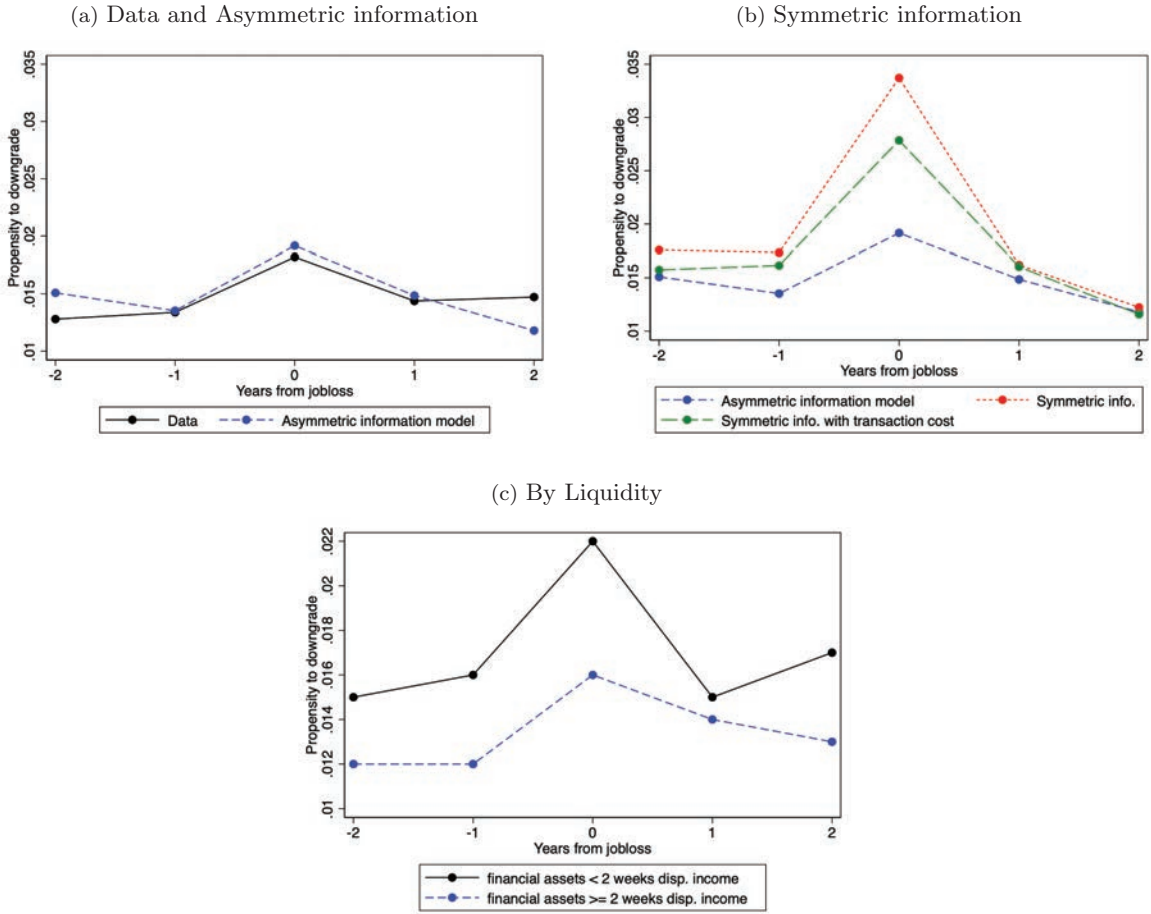 (a) Data and Asymmetric information
Propensity to downgrade
.035
.03
.025
.02
.015
.01
-2 -1 0 1 2
Years from jobloss
Data Asymmetric information model
(b) Symmetric information
Propensity to downgrade
.035
.03
.025
.02
.015
.01
-2 -1 0 1 2
Years from jobloss
Asymmetric information model Symmetric info.
Symmetric info. with transaction cost
(c) By Liquidity
Propensity to downgrade
.022
.02
.018
.016
.014
.012
.01
-2 -1 0 1 2
Years from jobloss
financial assets < 2 weeks disp. income
financial assets >= 2 weeks disp. income